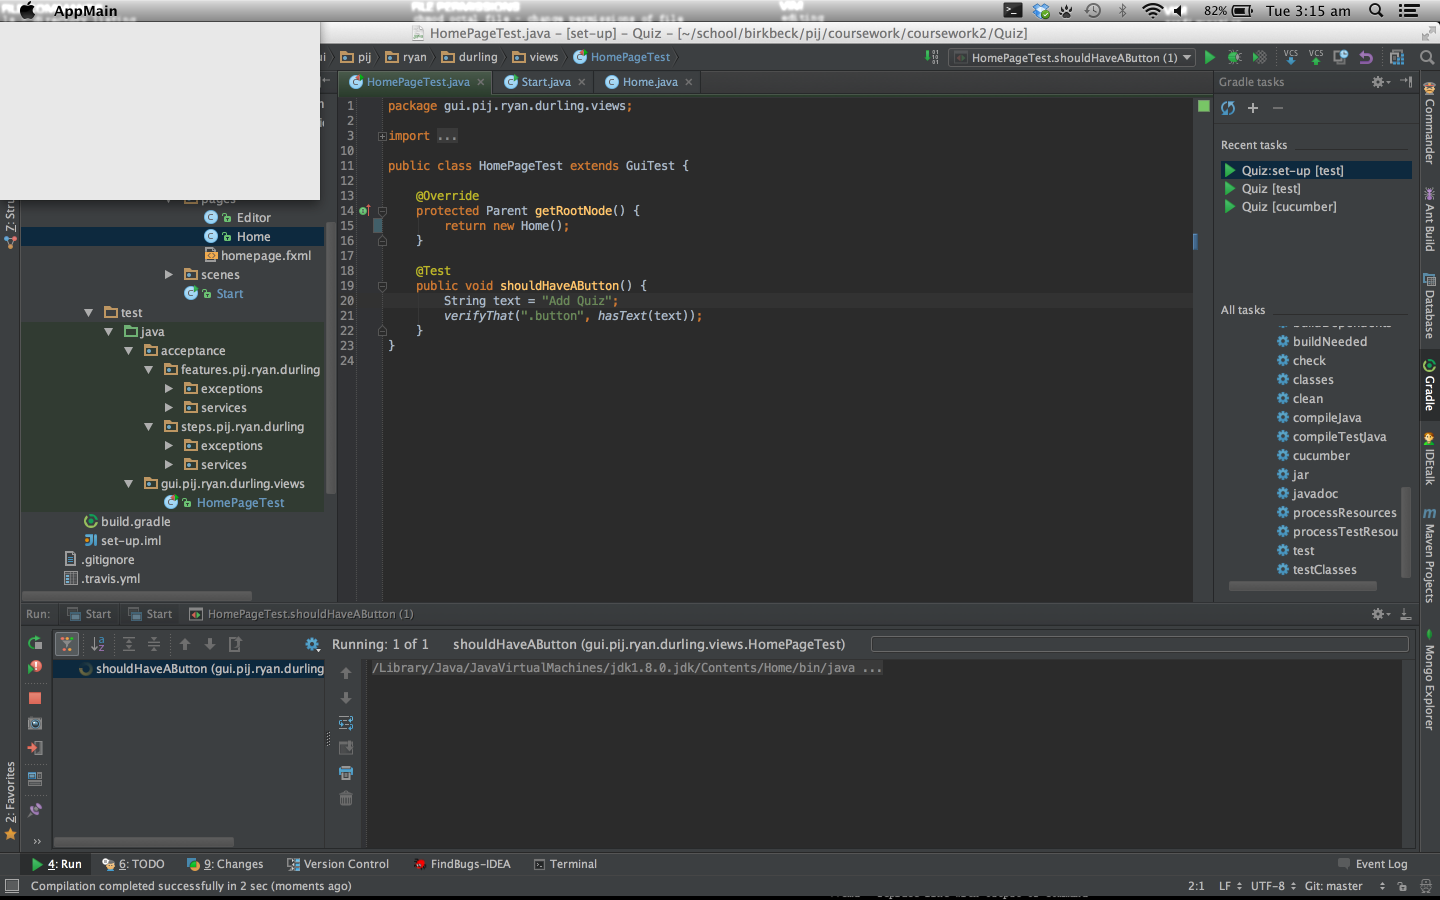 AppMain
82%
Tue 3:15 am
HomePageTest.java – [set-up] – Quiz – [~/school/birkbeck/pij/coursework/coursework2/Quiz]
pij
ryan
durling
views
HomePageTest
HomePageTest.shouldHaveAButton (1)
VCS
VCS
HomePageTest.java
Start.java
Home.java
Gradle tasks
1 package gui.pij.ryan.durling.views;
2
3 import ...
10
11 public class HomePageTest extends GuiTest {
12
13 @Override
14 protected Parent getRootNode() {
15 return new Home();
16 }
17
18 @Test
19 public void shouldHaveAButton() {
20 String text = "Add Quiz";
21 verifyThat(".button", hasText(text));
22 }
23 }
24
Recent tasks
Quiz:set-up [test]
Quiz [test]
Quiz [cucumber]
All tasks
buildDependents
buildNeeded
check
classes
clean
compileJava
compileTestJava
cucumber
jar
javadoc
processResources
processTestResou
test
testClasses
Commander
Ant Build
Database
Gradle
IDEtalk
Maven Projects
Mongo Explorer
pages
Editor
Home
homepage.fxml
scenes
Start
test
java
acceptance
features.pij.ryan.durling
exceptions
services
steps.pij.ryan.durling
exceptions
services
gui.pij.ryan.durling.views
HomePageTest
build.gradle
set-up.iml
.gitignore
.travis.yml
Z: Stru
2: Favorites
Run:
Start
Start
HomePageTest.shouldHaveAButton (1)
Running: 1 of 1 shouldHaveAButton (gui.pij.ryan.durling.views.HomePageTest)
shouldHaveAButton (gui.pij.ryan.durling
/Library/Java/JavaVirtualMachines/jdk1.8.0.jdk/Contents/Home/bin/java ...
4: Run
6: TODO
9: Changes
Version Control
FindBugs-IDEA
Terminal
Event Log
Compilation completed successfully in 2 sec (moments ago)
2:1
LF
UTF-8
Git: master